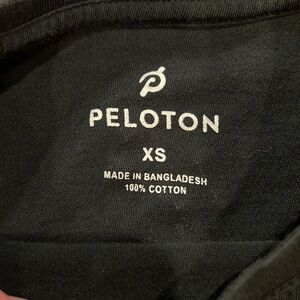 PELOTON
XS
MADE IN BANGLADESH
100% COTTON